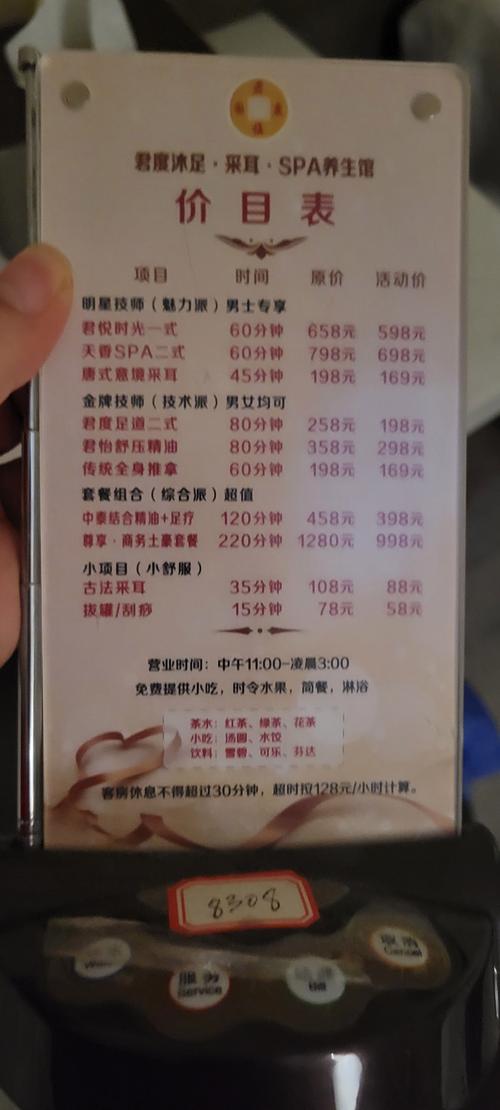 君度沐足·采耳·SPA养生馆
价目表
项目 时间 原价 活动价
明星技师（魅力派）男士专享
君悦时光一式 60分钟 658元 598元
天香SPA二式 60分钟 798元 698元
唐式意境采耳 45分钟 198元 169元
金牌技师（技术派）男女均可
君度足道二式 80分钟 258元 198元
君怡舒压精油 80分钟 358元 298元
传统全身推拿 60分钟 198元 169元
套餐组合（综合派）超值
中泰结合精油+足疗 120分钟 458元 398元
尊享·商务土豪套餐 220分钟 1280元 998元
小项目（小舒服）
古法采耳 35分钟 108元 88元
拔罐/刮痧 15分钟 78元 58元
营业时间：中午11:00-凌晨3:00
免费提供小吃，时令水果，简餐，淋浴
茶水：红茶、绿茶、花茶
小吃：汤圆、水饺
饮料：雪碧、可乐、芬达
客房休息不得超过30分钟，超时按128元/小时计算。
8308
取消
Cancel
服务
Service
Bill